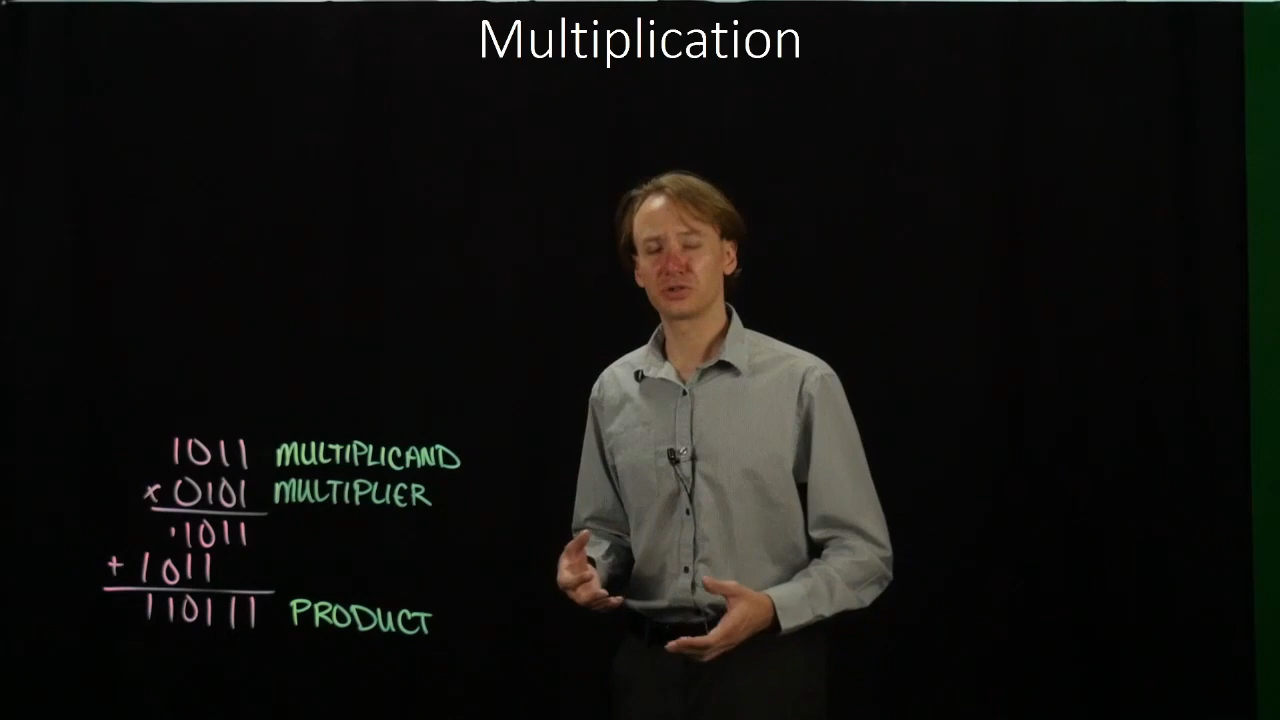 Multiplication
1011 MULTIPLICAND
x 0101 MULTIPLIER
1011
+ 1011
110111 PRODUCT